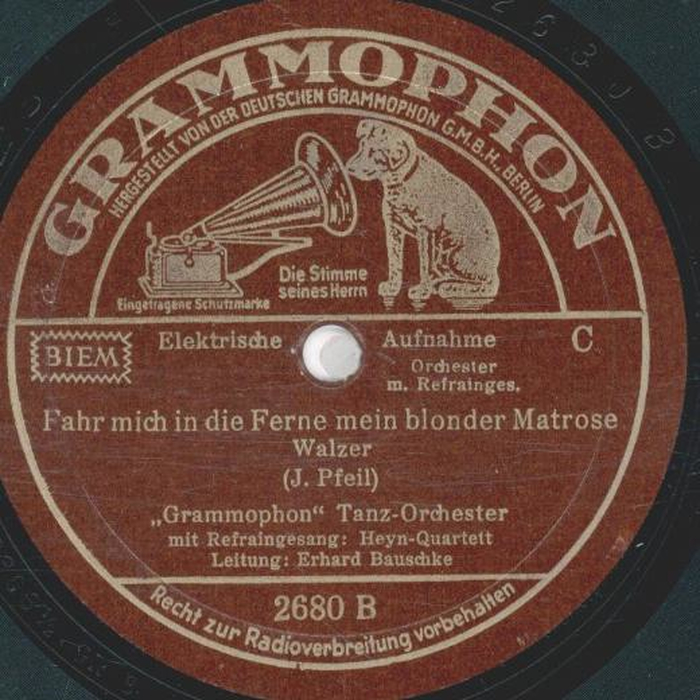 GRAMMOPHON
HERGESTELLT VON DER DEUTSCHEN GRAMMOPHON G.M.B.H., BERLIN
Die Stimme
seines Herrn
Eingetragene Schutzmarke
BIEM
Elektrische Aufnahme C
Orchester
m. Refrainges.
Fahr mich in die Ferne mein blonder Matrose
Walzer
(J. Pfeil)
„Grammophon“ Tanz-Orchester
mit Refraingesang: Heyn-Quartett
Leitung: Erhard Bauschke
2680 B
Recht zur Radioverbreitung vorbehalten
2680 B